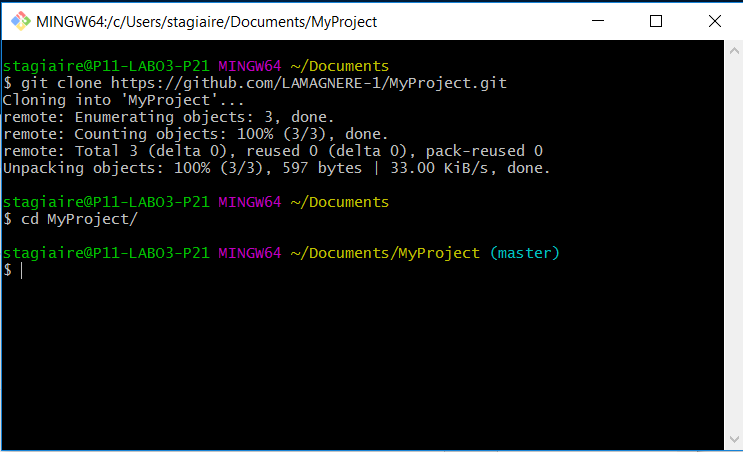 MINGW64:/c/Users/stagiaire/Documents/MyProject
stagiaire@P11-LABO3-P21 MINGW64 ~/Documents
$ git clone https://github.com/LAMAGNERE-1/MyProject.git
Cloning into 'MyProject'...
remote: Enumerating objects: 3, done.
remote: Counting objects: 100% (3/3), done.
remote: Total 3 (delta 0), reused 0 (delta 0), pack-reused 0
Unpacking objects: 100% (3/3), 597 bytes | 33.00 KiB/s, done.
stagiaire@P11-LABO3-P21 MINGW64 ~/Documents
$ cd MyProject/
stagiaire@P11-LABO3-P21 MINGW64 ~/Documents/MyProject (master)
$